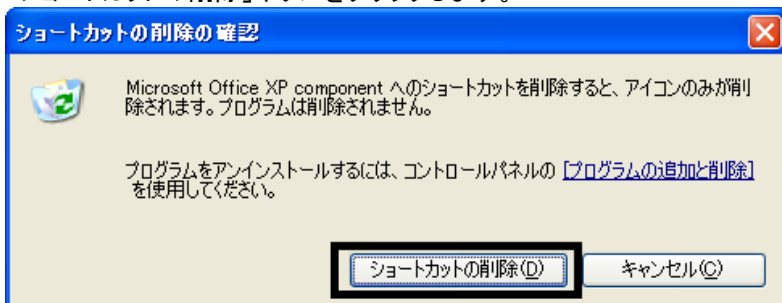 ショートカットの削除の確認
Microsoft Office XP component へのショートカットを削除すると、アイコンのみが削
除されます。プログラムは削除されません。
プログラムをアンインストールするには、コントロールパネルの [プログラムの追加と削除]
を使用してください。
ショートカットの削除(D)
キャンセル(C)